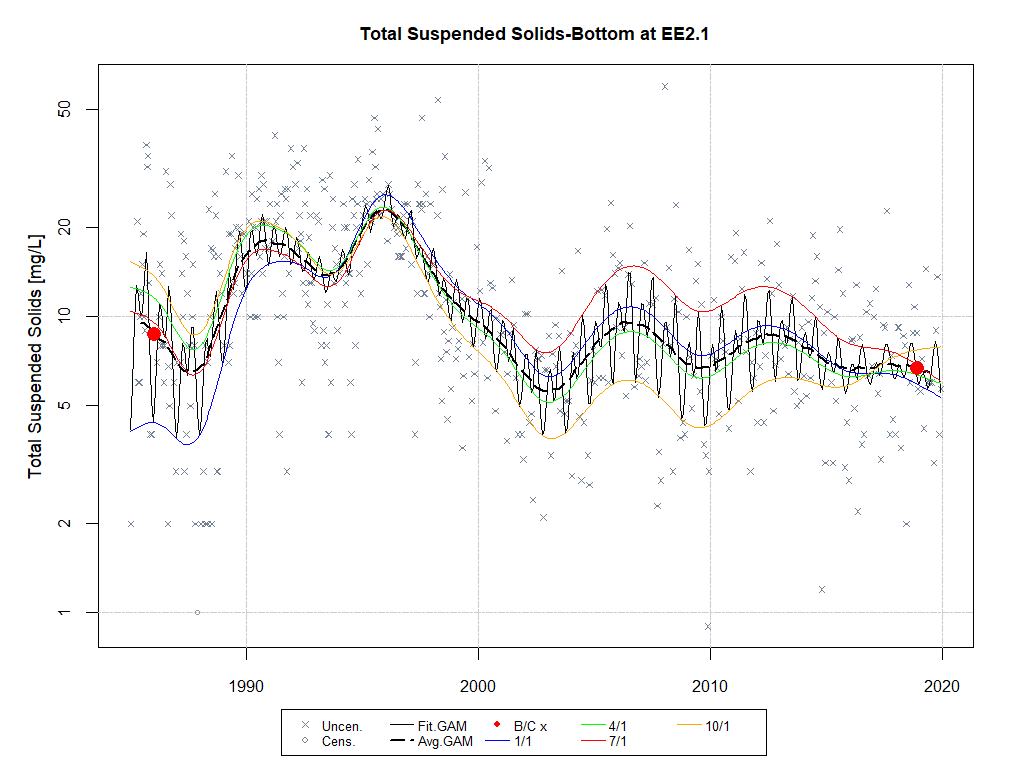 Total Suspended Solids-Bottom at EE2.1
Total Suspended Solids [mg/L]
50
20
10
5
2
1
1990 2000 2010 2020
Uncen. Fit.GAM B/C x 4/1 10/1
Cens. Avg.GAM 1/1 7/1